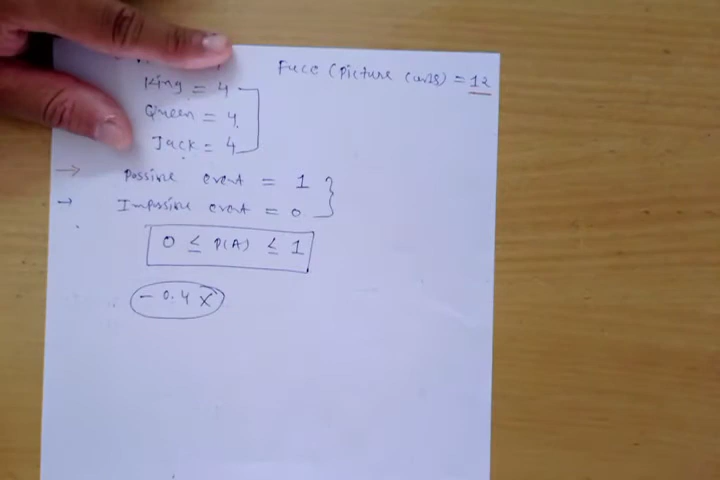 Face (Picture Cards) = 12
King = 4
Queen = 4
Jack = 4
→ Possible event = 1
→ Impossible event = 0
0 ≤ P(A) ≤ 1
- 0.4 X